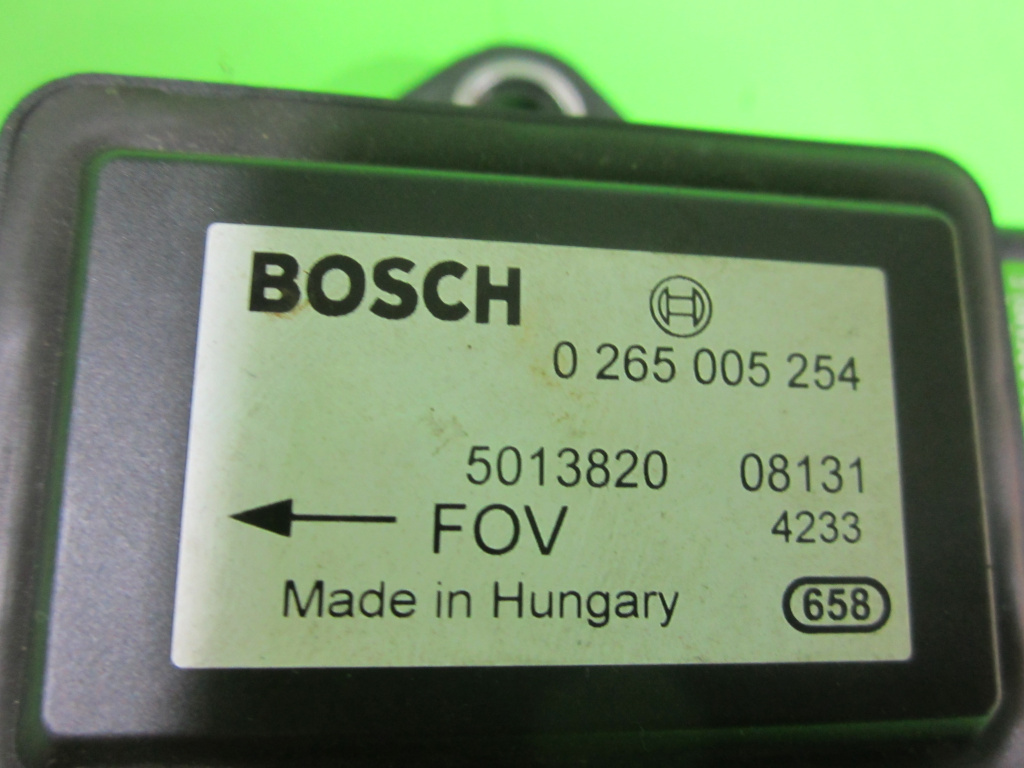 BOSCH
0 265 005 254
5013820 08131
FOV 4233
Made in Hungary 658